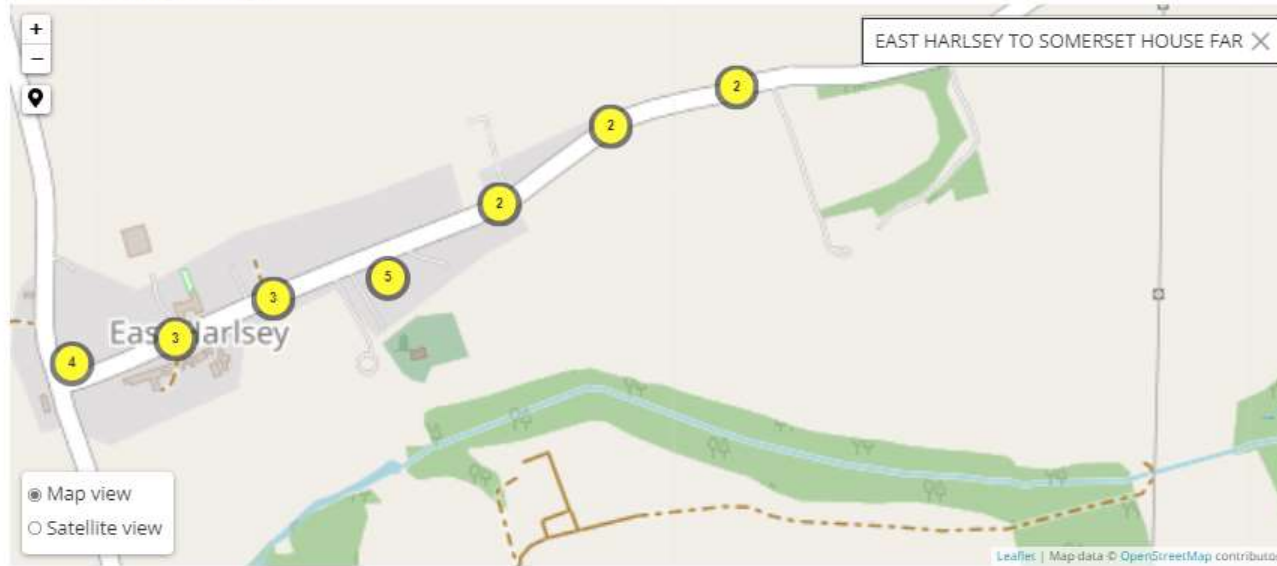 +
EAST HARLSEY TO SOMERSET HOUSE FAR ×
−
2
2
2
5
3
East Harlsey
3
4
Map view
Satellite view
Leaflet | Map data © OpenStreetMap contributo